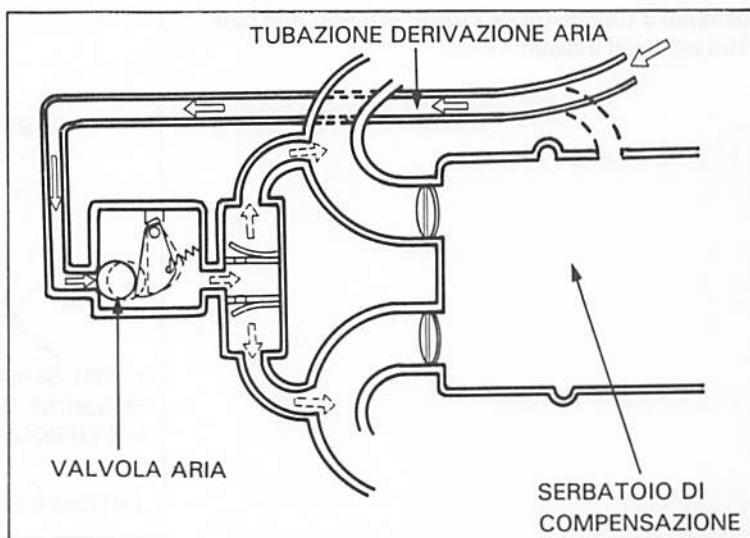 TUBAZIONE DERIVAZIONE ARIA
VALVOLA ARIA
SERBATOIO DI
COMPENSAZIONE